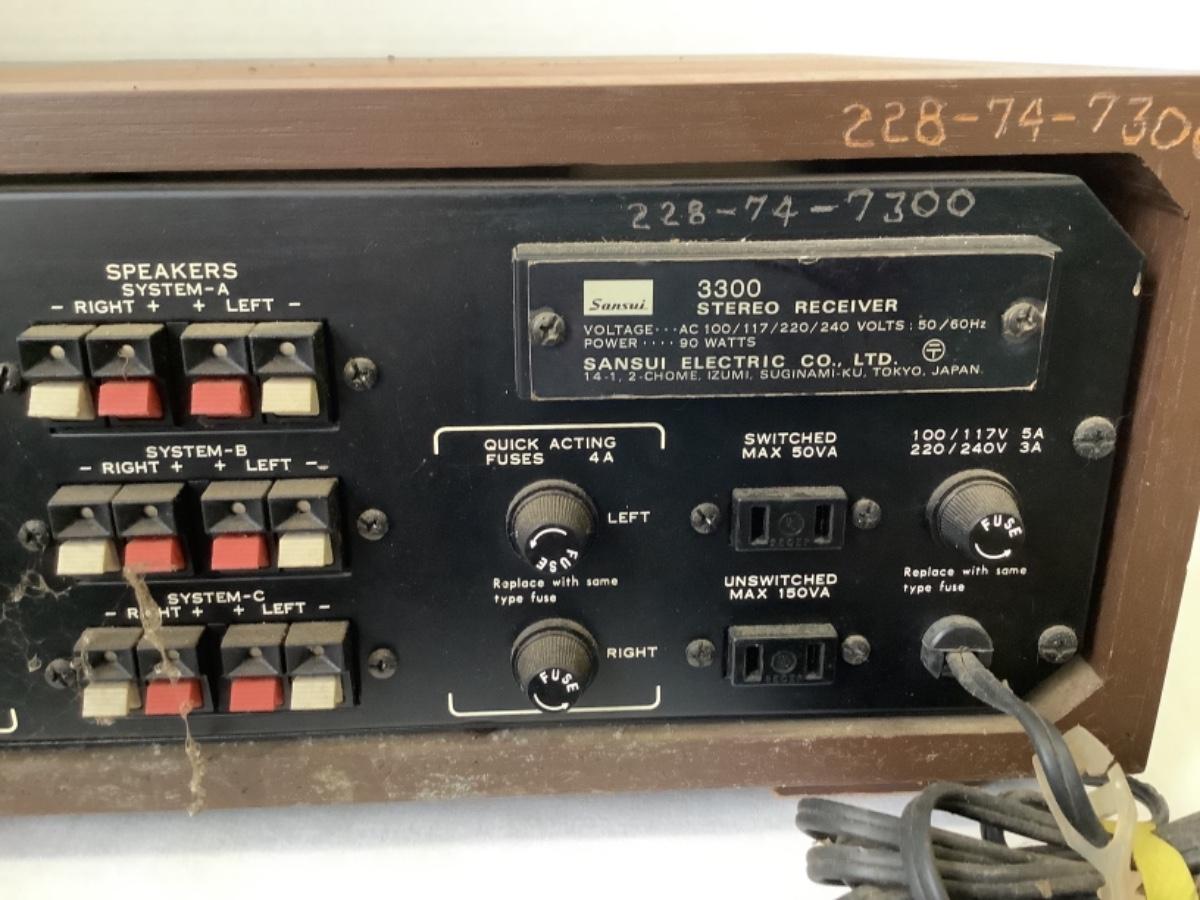 228-74-7300
228-74-7300
SPEAKERS
SYSTEM-A
- RIGHT + + LEFT -
SYSTEM-B
- RIGHT + + LEFT -
SYSTEM-C
- RIGHT + + LEFT -
Sansui 3300
STEREO RECEIVER
VOLTAGE···AC 100/117/220/240 VOLTS : 50/60Hz
POWER ···· 90 WATTS
SANSUI ELECTRIC CO., LTD. 〒
14-1, 2-CHOME, IZUMI, SUGINAMI-KU, TOKYO, JAPAN.
QUICK ACTING
FUSES 4A
LEFT
FUSE
Replace with same
type fuse
RIGHT
FUSE
SWITCHED
MAX 50VA
UNSWITCHED
MAX 150VA
100/117V 5A
220/240V 3A
FUSE
Replace with same
type fuse